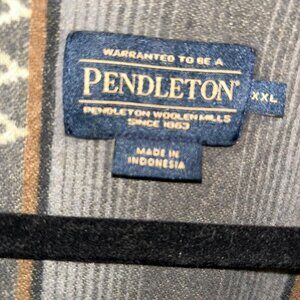 WARRANTED TO BE A
PENDLETON®
PENDLETON WOOLEN MILLS
SINCE 1863
XXL
MADE IN
INDONESIA